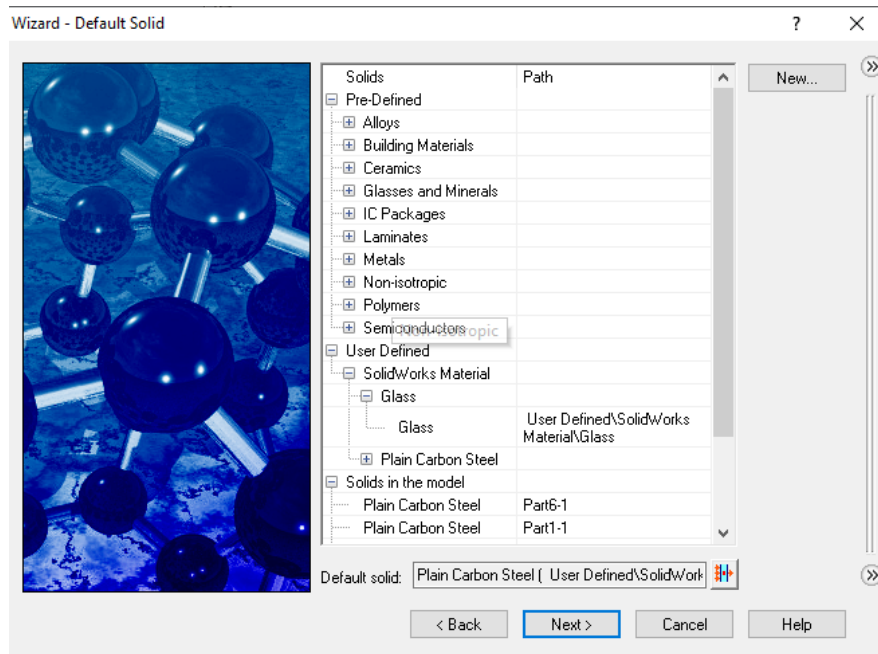 Wizard - Default Solid
?
Solids Path
New...
Pre-Defined
Alloys
Building Materials
Ceramics
Glasses and Minerals
IC Packages
Laminates
Metals
Non-isotropic
Polymers
Semiconductors
Non-isotropic
User Defined
SolidWorks Material
Glass
Glass User Defined\SolidWorks
Material\Glass
Plain Carbon Steel
Solids in the model
Plain Carbon Steel Part6-1
Plain Carbon Steel Part1-1
Default solid: Plain Carbon Steel ( User Defined\SolidWork
< Back Next > Cancel Help